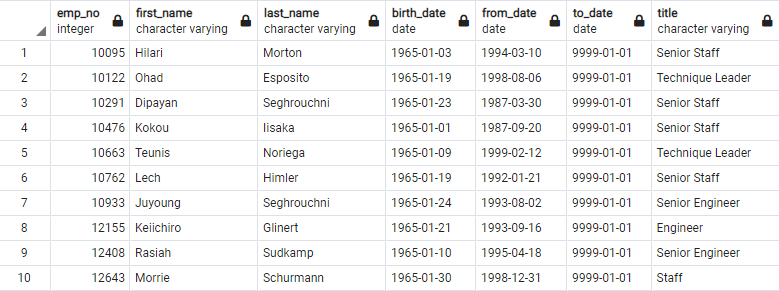 emp_no first_name last_name birth_date from_date to_date title
integer character varying character varying date date date character varying
1 10095 Hilari Morton 1965-01-03 1994-03-10 9999-01-01 Senior Staff
2 10122 Ohad Esposito 1965-01-19 1998-08-06 9999-01-01 Technique Leader
3 10291 Dipayan Seghrouchni 1965-01-23 1987-03-30 9999-01-01 Senior Staff
4 10476 Kokou Iisaka 1965-01-01 1987-09-20 9999-01-01 Senior Staff
5 10663 Teunis Noriega 1965-01-09 1999-02-12 9999-01-01 Technique Leader
6 10762 Lech Himler 1965-01-19 1992-01-21 9999-01-01 Senior Staff
7 10933 Juyoung Seghrouchni 1965-01-24 1993-08-02 9999-01-01 Senior Engineer
8 12155 Keiichiro Glinert 1965-01-21 1993-09-16 9999-01-01 Engineer
9 12408 Rasiah Sudkamp 1965-01-10 1995-04-18 9999-01-01 Senior Engineer
10 12643 Morrie Schurmann 1965-01-30 1998-12-31 9999-01-01 Staff